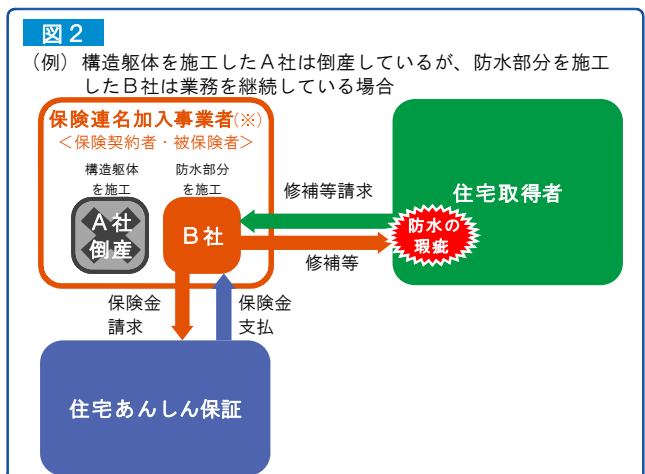 図２
（例）構造躯体を施工したＡ社は倒産しているが、防水部分を施工
したＢ社は業務を継続している場合
保険連名加入事業者(※)
＜保険契約者・被保険者＞
構造躯体
を施工
防水部分
を施工
Ａ社
倒産
Ｂ社
修補等請求
修補等
住宅取得者
防水の
瑕疵
保険金
請求
保険金
支払
住宅あんしん保証